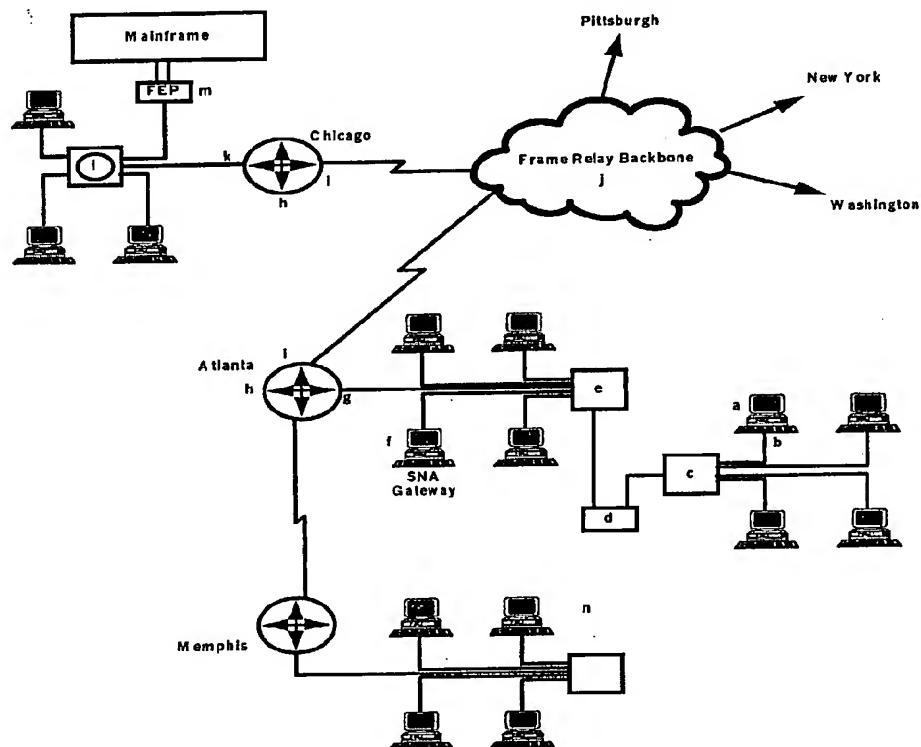 Pittsburgh
Mainframe
New York
FEP m
Chicago
Frame Relay Backbone
j
l
k
i
h
Washington
i
Atlanta
h
g
e
a
b
f
SNA
Gateway
c
d
n
Memphis